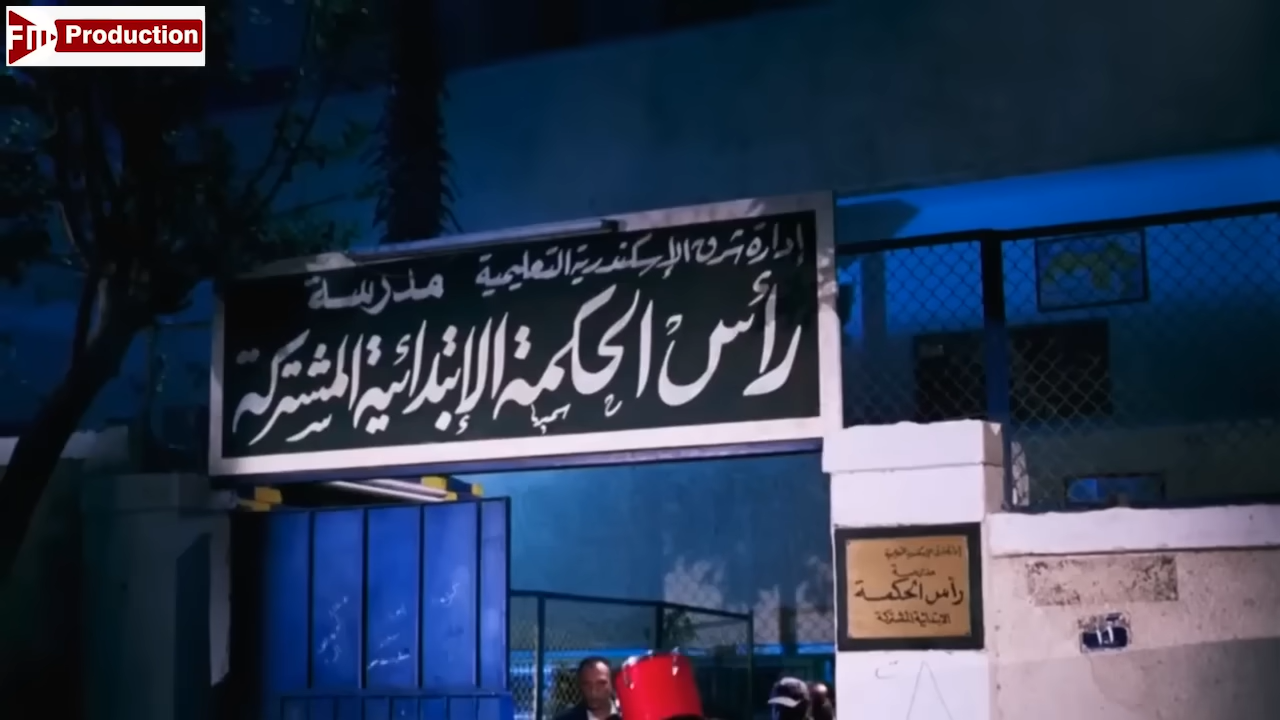 Fm Production
إدارة شرق الإسكندرية التعليمية مدرسة
رأس الحكمة الإبتدائية المشتركة
مدرسة
رأس الحكمة
الابتدائية المشتركة